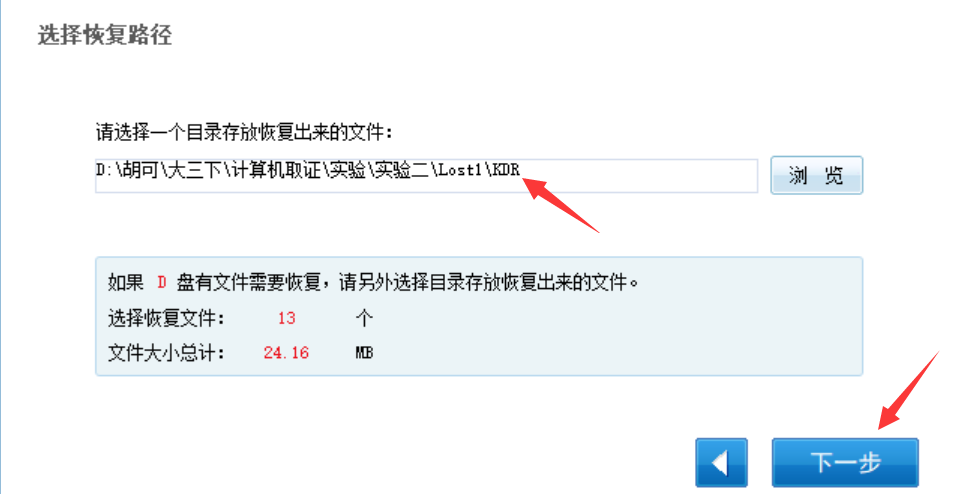 选择恢复路径
请选择一个目录存放恢复出来的文件：
D:\胡可\大三下\计算机取证\实验\实验二\Lost1\KDR
浏 览
如果 D 盘有文件需要恢复，请另外选择目录存放恢复出来的文件。
选择恢复文件： 13 个
文件大小总计： 24.16 MB
下一步